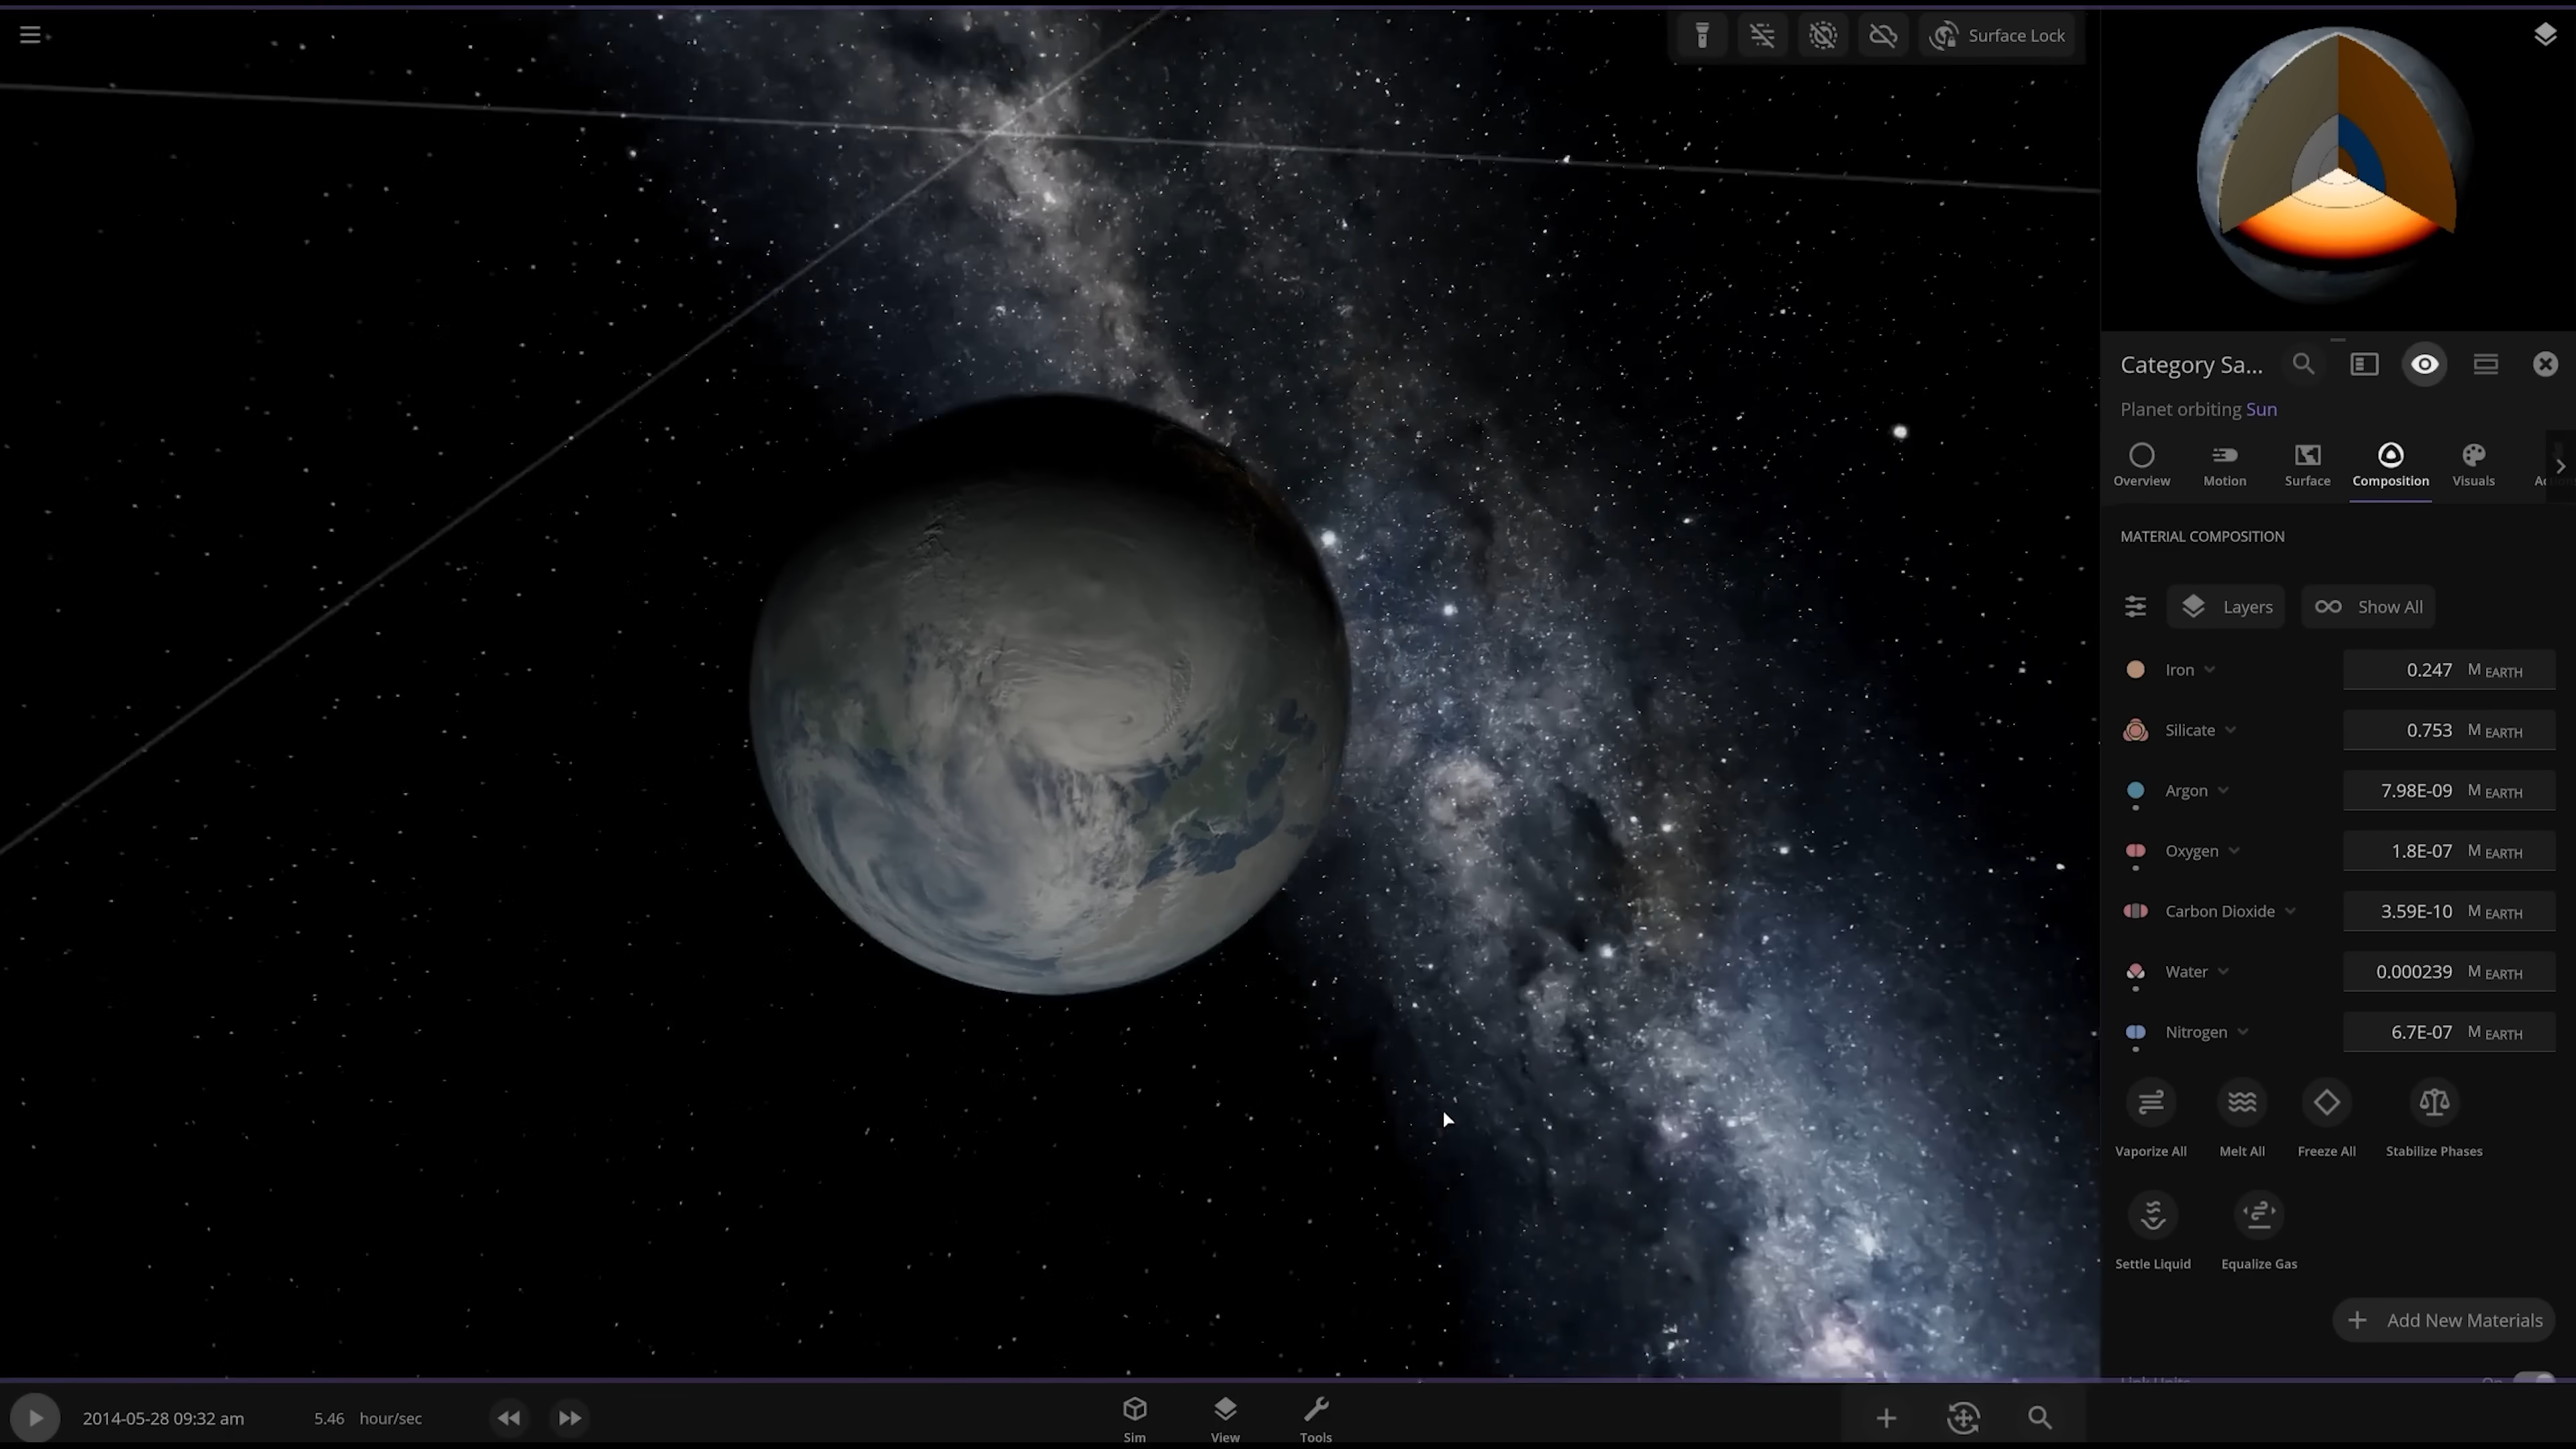 Surface Lock
Category Sa...
Planet orbiting Sun
Overview
Motion
Surface
Composition
Visuals
MATERIAL COMPOSITION
Layers
Show All
Iron 0.247 M EARTH
Silicate 0.753 M EARTH
Argon 7.98E-09 M EARTH
Oxygen 1.8E-07 M EARTH
Carbon Dioxide 3.59E-10 M EARTH
Water 0.000239 M EARTH
Nitrogen 6.7E-07 M EARTH
Vaporize All
Melt All
Freeze All
Stabilize Phases
Settle Liquid
Equalize Gas
Add New Materials
2014-05-28 09:32 am
5.46 hour/sec
Sim
View
Tools